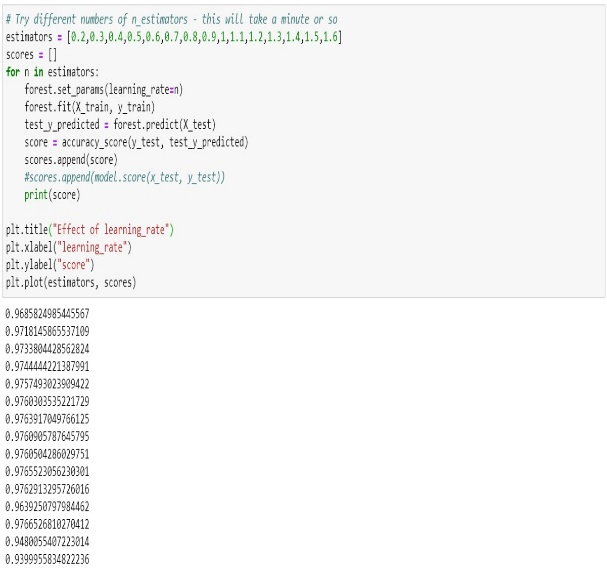 # Try different numbers of n_estimators - this will take a minute or so
estimators = [0.2,0.3,0.4,0.5,0.6,0.7,0.8,0.9,1,1.1,1.2,1.3,1.4,1.5,1.6]
scores = []
for n in estimators:
    forest.set_params(learning_rate=n)
    forest.fit(X_train, y_train)
    test_y_predicted = forest.predict(X_test)
    score = accuracy_score(y_test, test_y_predicted)
    scores.append(score)
    #scores.append(model.score(x_test, y_test))
    print(score)
plt.title("Effect of learning_rate")
plt.xlabel("learning_rate")
plt.ylabel("score")
plt.plot(estimators, scores)
0.9685824985445567
0.9718145865537109
0.9733804428562824
0.9744444221387991
0.9757493023909422
0.9760303535221729
0.9763917049766125
0.9760905787645795
0.9760504286029751
0.9765523056230301
0.9762913295726016
0.9639250797984462
0.9766526810270412
0.9480055407223014
0.9399955834822236